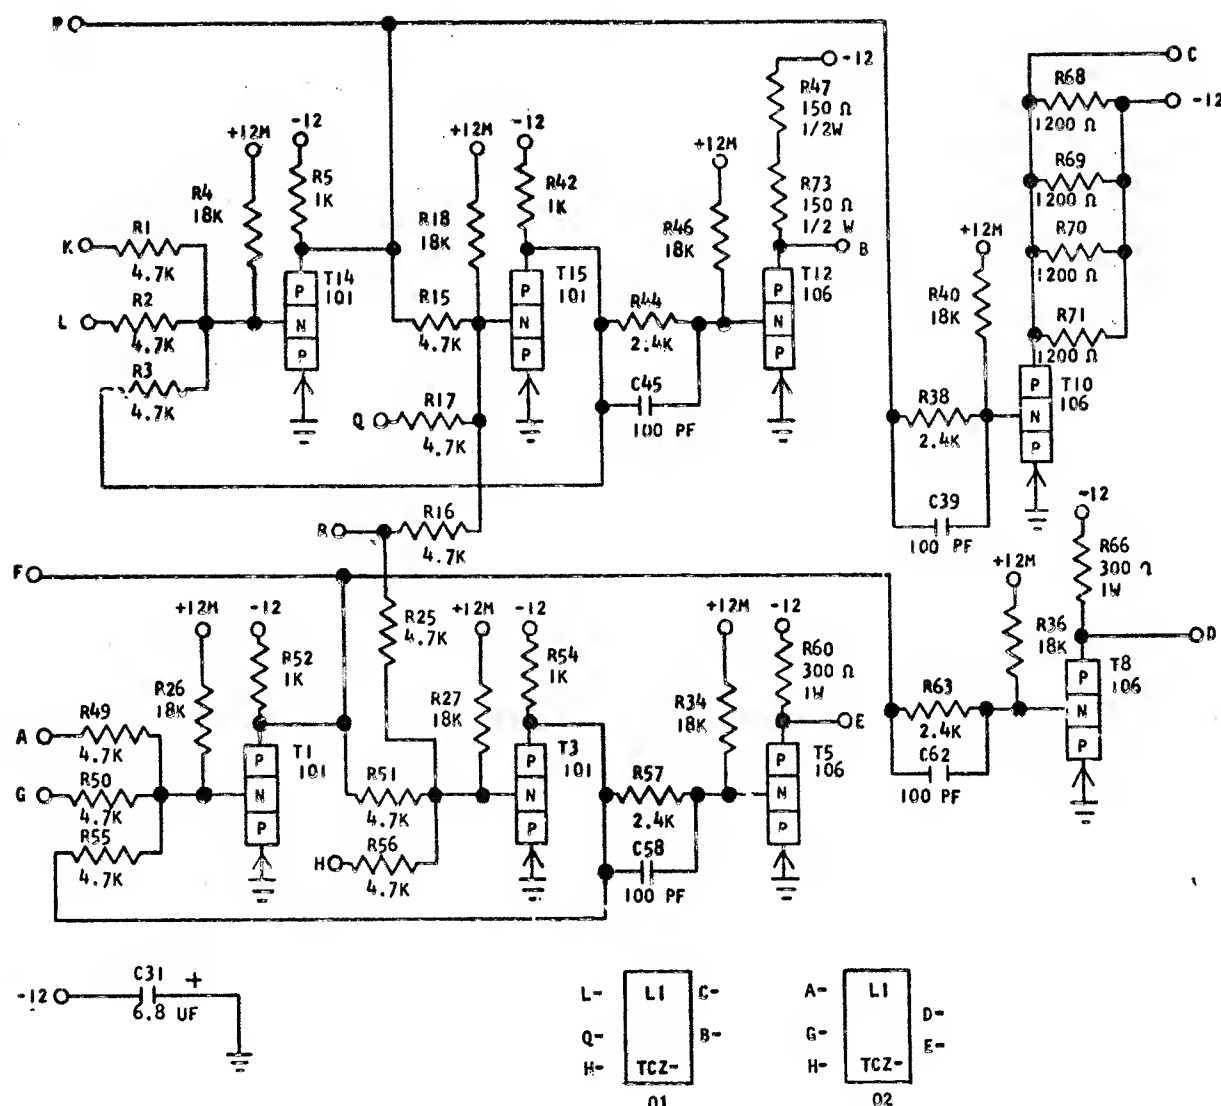 P
C
-12
R47
150 Ω
1/2W
R68
1200 Ω
-12
+12M
-12
+12M
-12
+12M
R4
18K
R5
1K
R18
18K
R42
1K
R46
18K
R73
150 Ω
1/2 W
R69
1200 Ω
K
R1
4.7K
B
+12M
R70
1200 Ω
P
N
P
T14
101
P
N
P
T15
101
P
N
P
T12
106
R40
18K
L
R2
4.7K
R15
4.7K
R44
2.4K
R71
1200 Ω
R3
4.7K
C45
100 PF
Q
R17
4.7K
R38
2.4K
P
N
P
T10
106
R16
4.7K
C39
100 PF
-12
F
+12M
R66
300
1W
+12M
-12
R25
4.7K
+12M
-12
+12M
-12
R26
18K
R52
1K
R27
18K
R54
1K
R34
18K
R60
300 Ω
1W
R36
18K
D
P
N
P
T8
106
A
R49
4.7K
T1
101
P
N
P
T3
101
P
N
P
E
T5
106
P
N
P
R63
2.4K
C62
100 PF
G
R50
4.7K
R51
4.7K
R57
2.4K
R55
4.7K
H
R56
4.7K
C58
100 PF
-12
C31
+
6.8 UF
L-
LI
C-
Q-
B-
H-
TCZ-
01
A-
LI
D-
G-
E-
H-
TCZ-
02